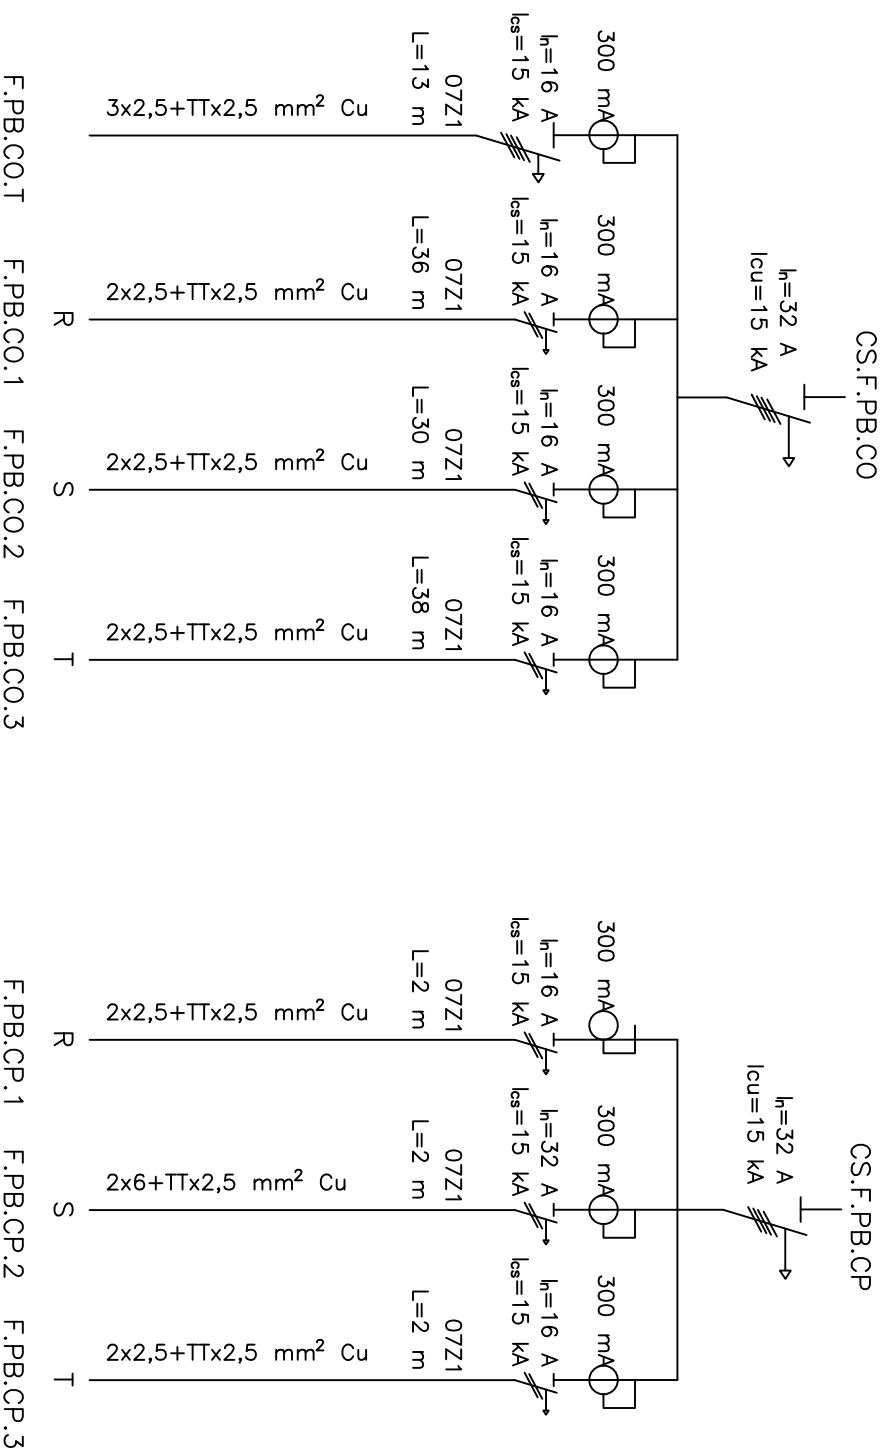 CS.F.PB.CO
In=32 A
Icu=15 kA
300 mA
In=16 A
Ics=15 kA
07Z1
L=13 m
3x2,5+TTx2,5 mm² Cu
F.PB.CO.T
300 mA
In=16 A
Ics=15 kA
07Z1
L=36 m
2x2,5+TTx2,5 mm² Cu
R
F.PB.CO.1
300 mA
In=16 A
Ics=15 kA
07Z1
L=30 m
2x2,5+TTx2,5 mm² Cu
S
F.PB.CO.2
300 mA
In=16 A
Ics=15 kA
07Z1
L=38 m
2x2,5+TTx2,5 mm² Cu
T
F.PB.CO.3
CS.F.PB.CP
In=32 A
Icu=15 kA
300 mA
In=16 A
Ics=15 kA
07Z1
L=2 m
2x2,5+TTx2,5 mm² Cu
R
F.PB.CP.1
300 mA
In=32 A
Ics=15 kA
07Z1
L=2 m
2x6+TTx2,5 mm² Cu
S
F.PB.CP.2
300 mA
In=16 A
Ics=15 kA
07Z1
L=2 m
2x2,5+TTx2,5 mm² Cu
T
F.PB.CP.3